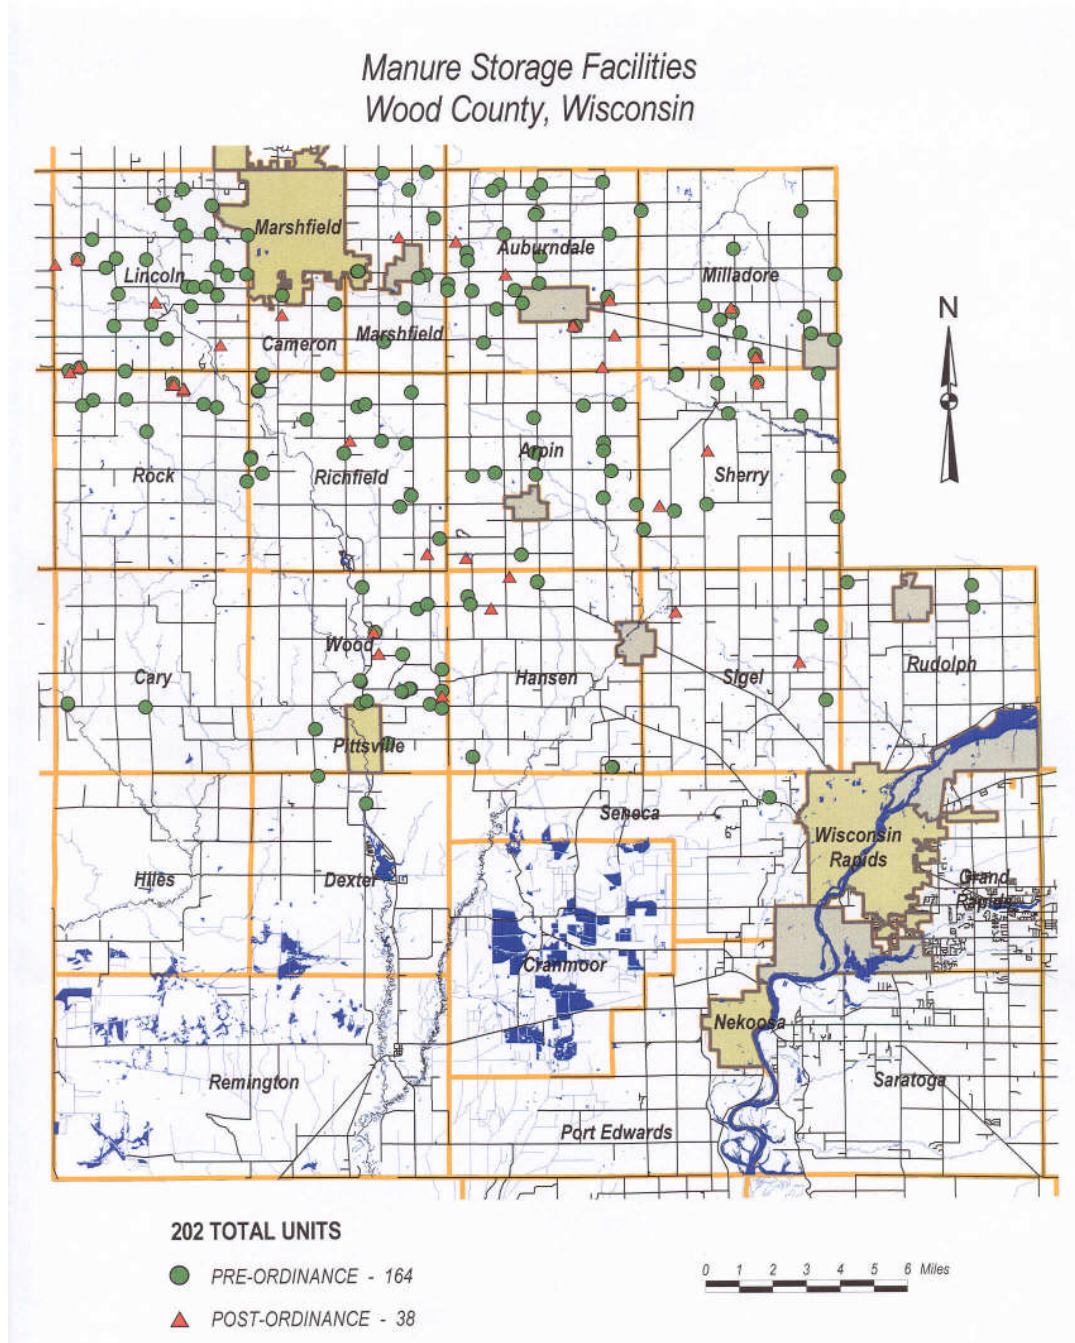 Manure Storage Facilities
Wood County, Wisconsin
Marshfield
Auburndale
Lincoln
Milladore
N
Cameron
Marshfield
Arpin
Rock
Richfield
Sherry
Wood
Cary
Hansen
Sigel
Rudolph
Pittsville
Seneca
Wisconsin
Rapids
Hiles
Dexter
Grand
Rapids
Cranmoor
Nekoosa
Remington
Saratoga
Port Edwards
202 TOTAL UNITS
PRE-ORDINANCE - 164
0 1 2 3 4 5 6 Miles
POST-ORDINANCE - 38